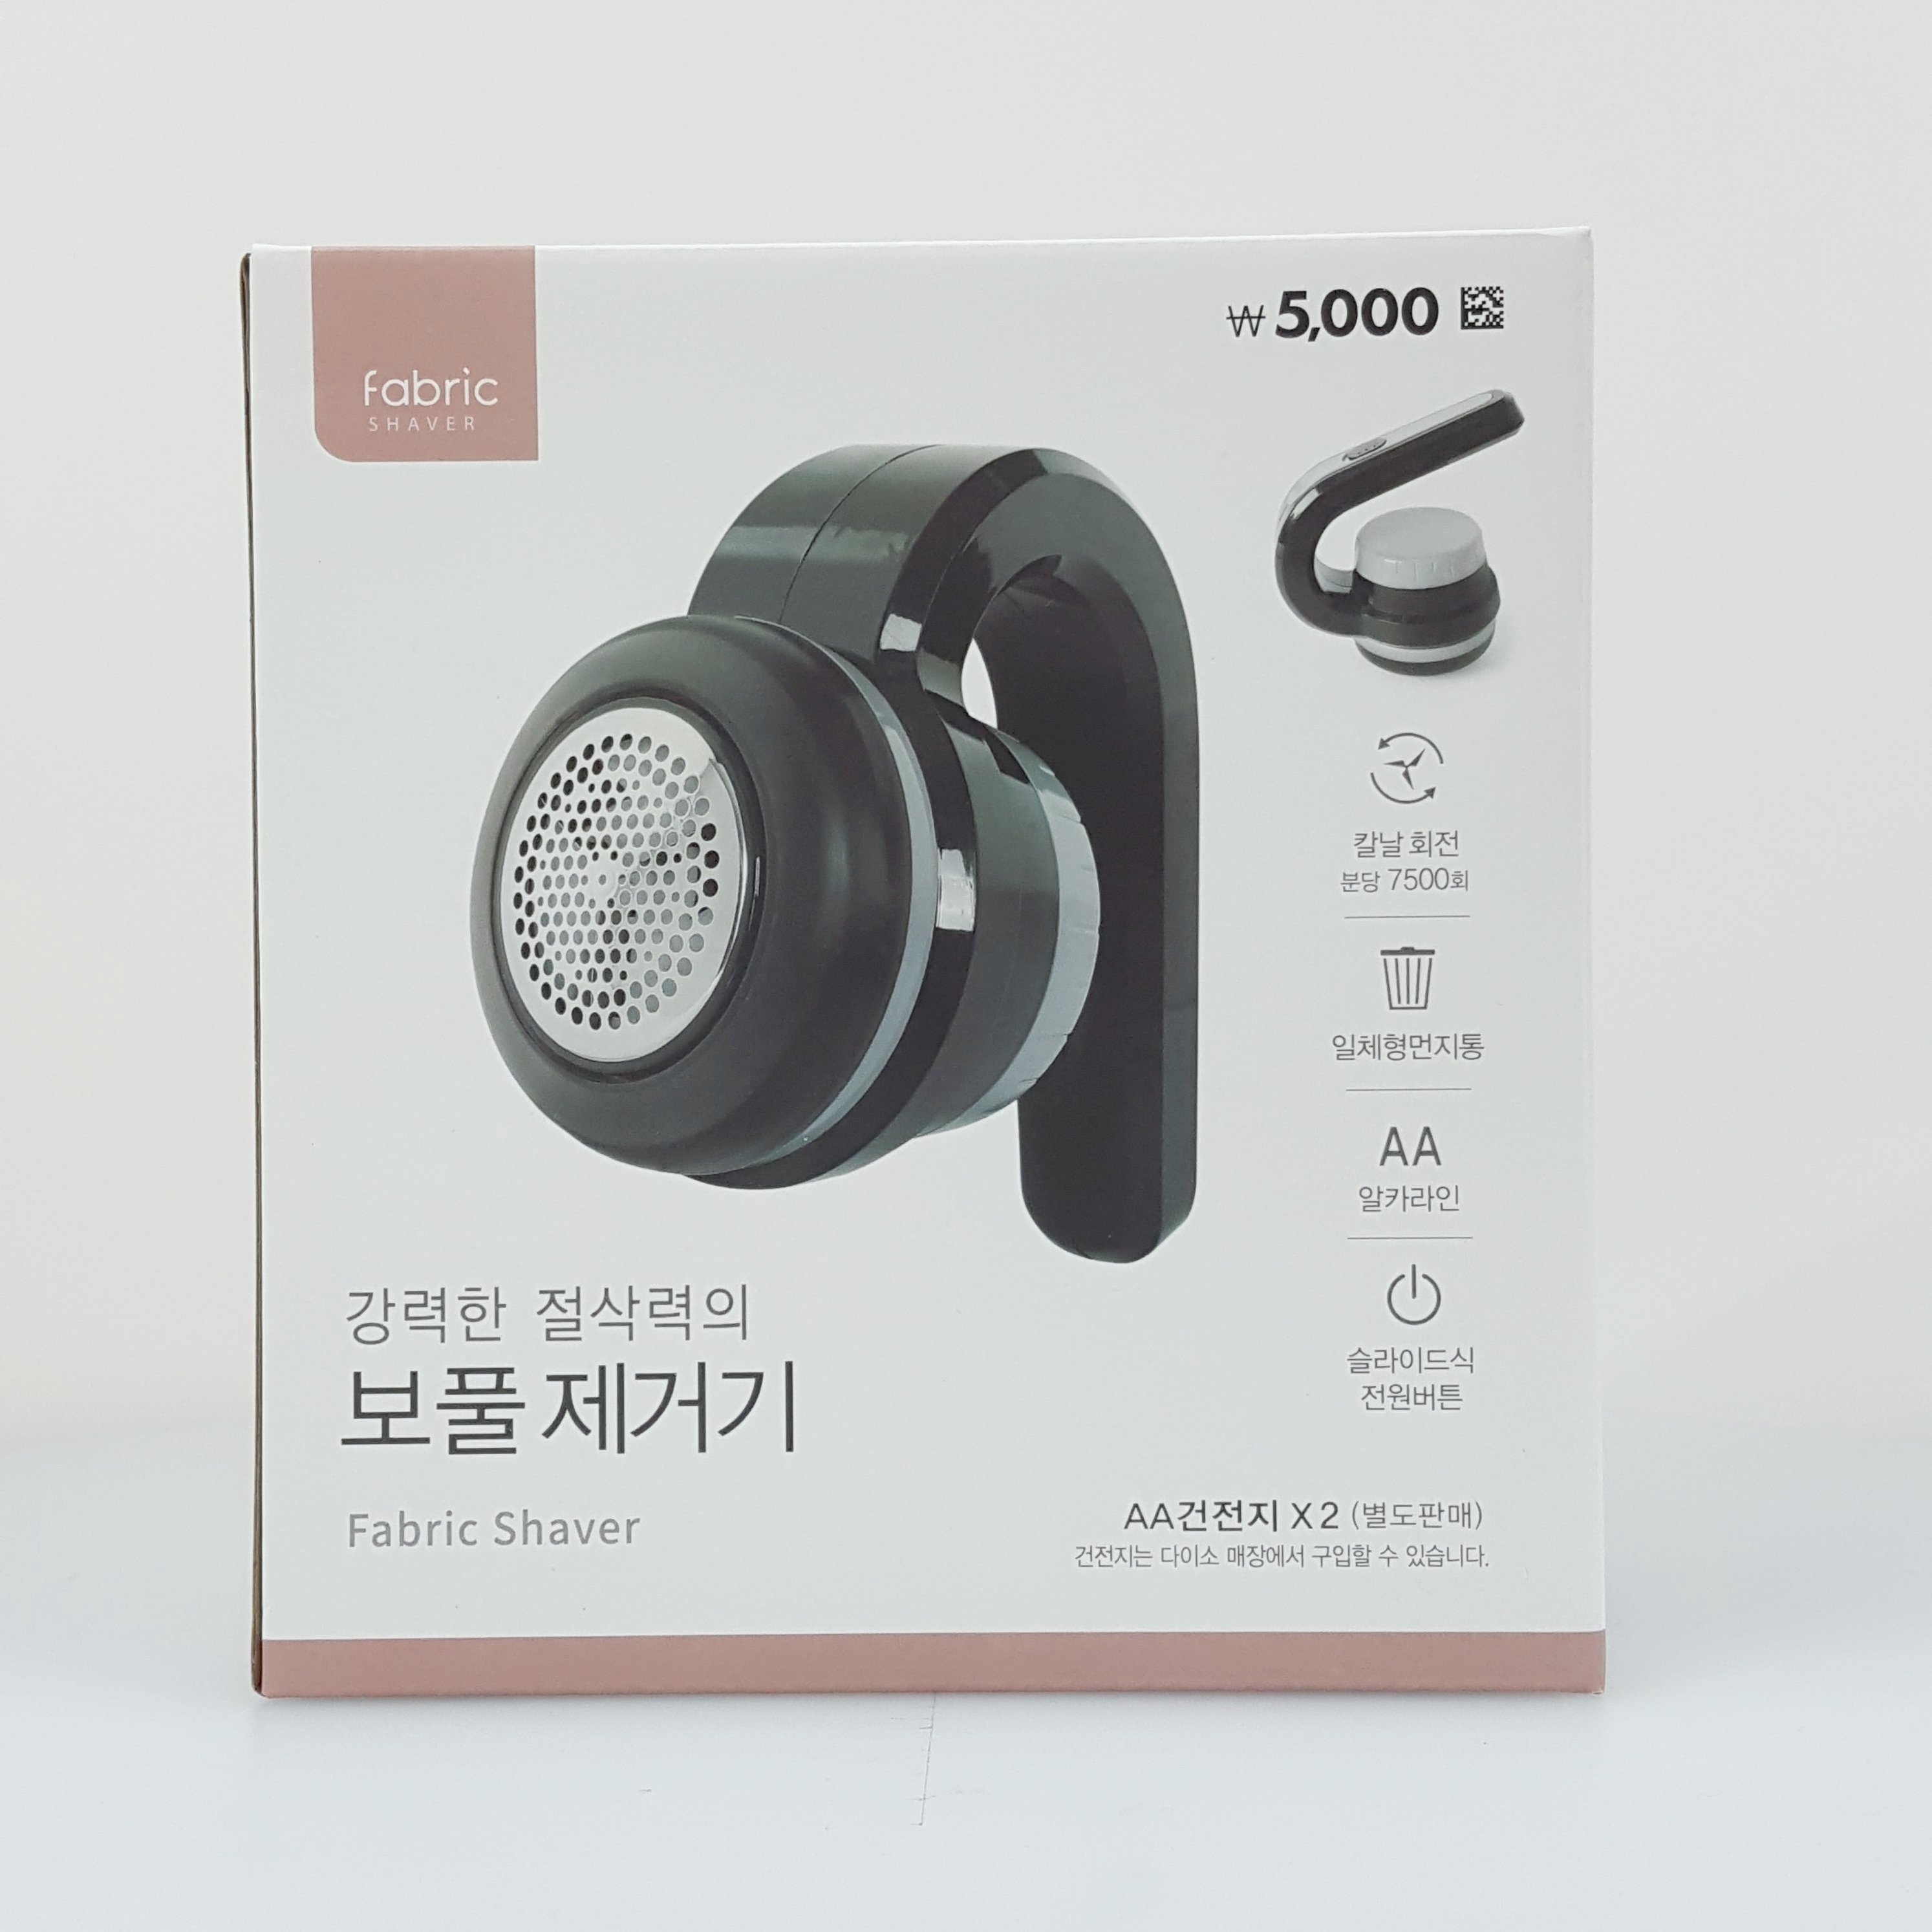 fabric
SHAVER
₩ 5,000
칼날 회전
분당 7500회
일체형먼지통
AA
알카라인
슬라이드식
전원버튼
강력한 절삭력의
보풀 제거기
Fabric Shaver
AA건전지 X 2 (별도판매)
건전지는 다이소 매장에서 구입할 수 있습니다.